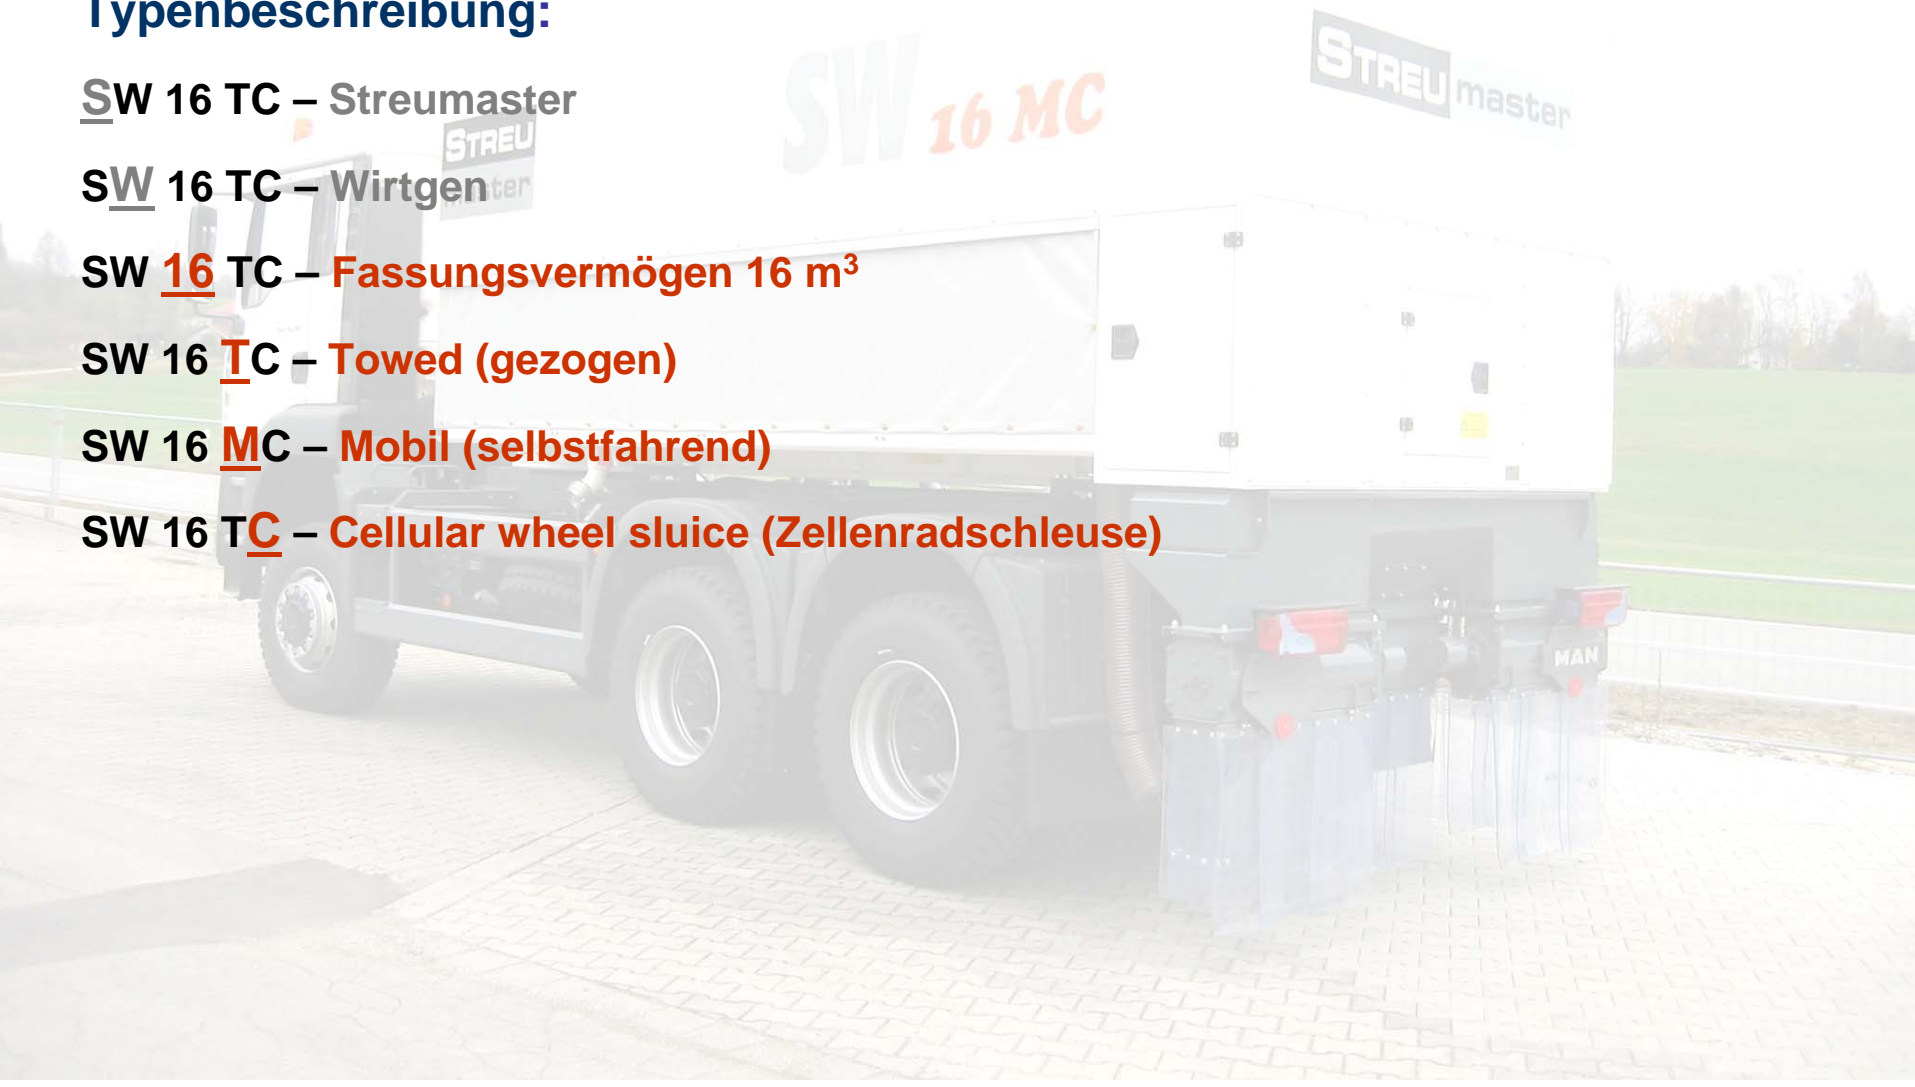 Typenbeschreibung:
SW 16 TC – Streumaster
SW 16 TC – Wirtgen
SW 16 TC – Fassungsvermögen 16 m³
SW 16 TC – Towed (gezogen)
SW 16 MC – Mobil (selbstfahrend)
SW 16 TC – Cellular wheel sluice (Zellenradschleuse)
SW 16 MC
STREU master
STREU
master
MAN